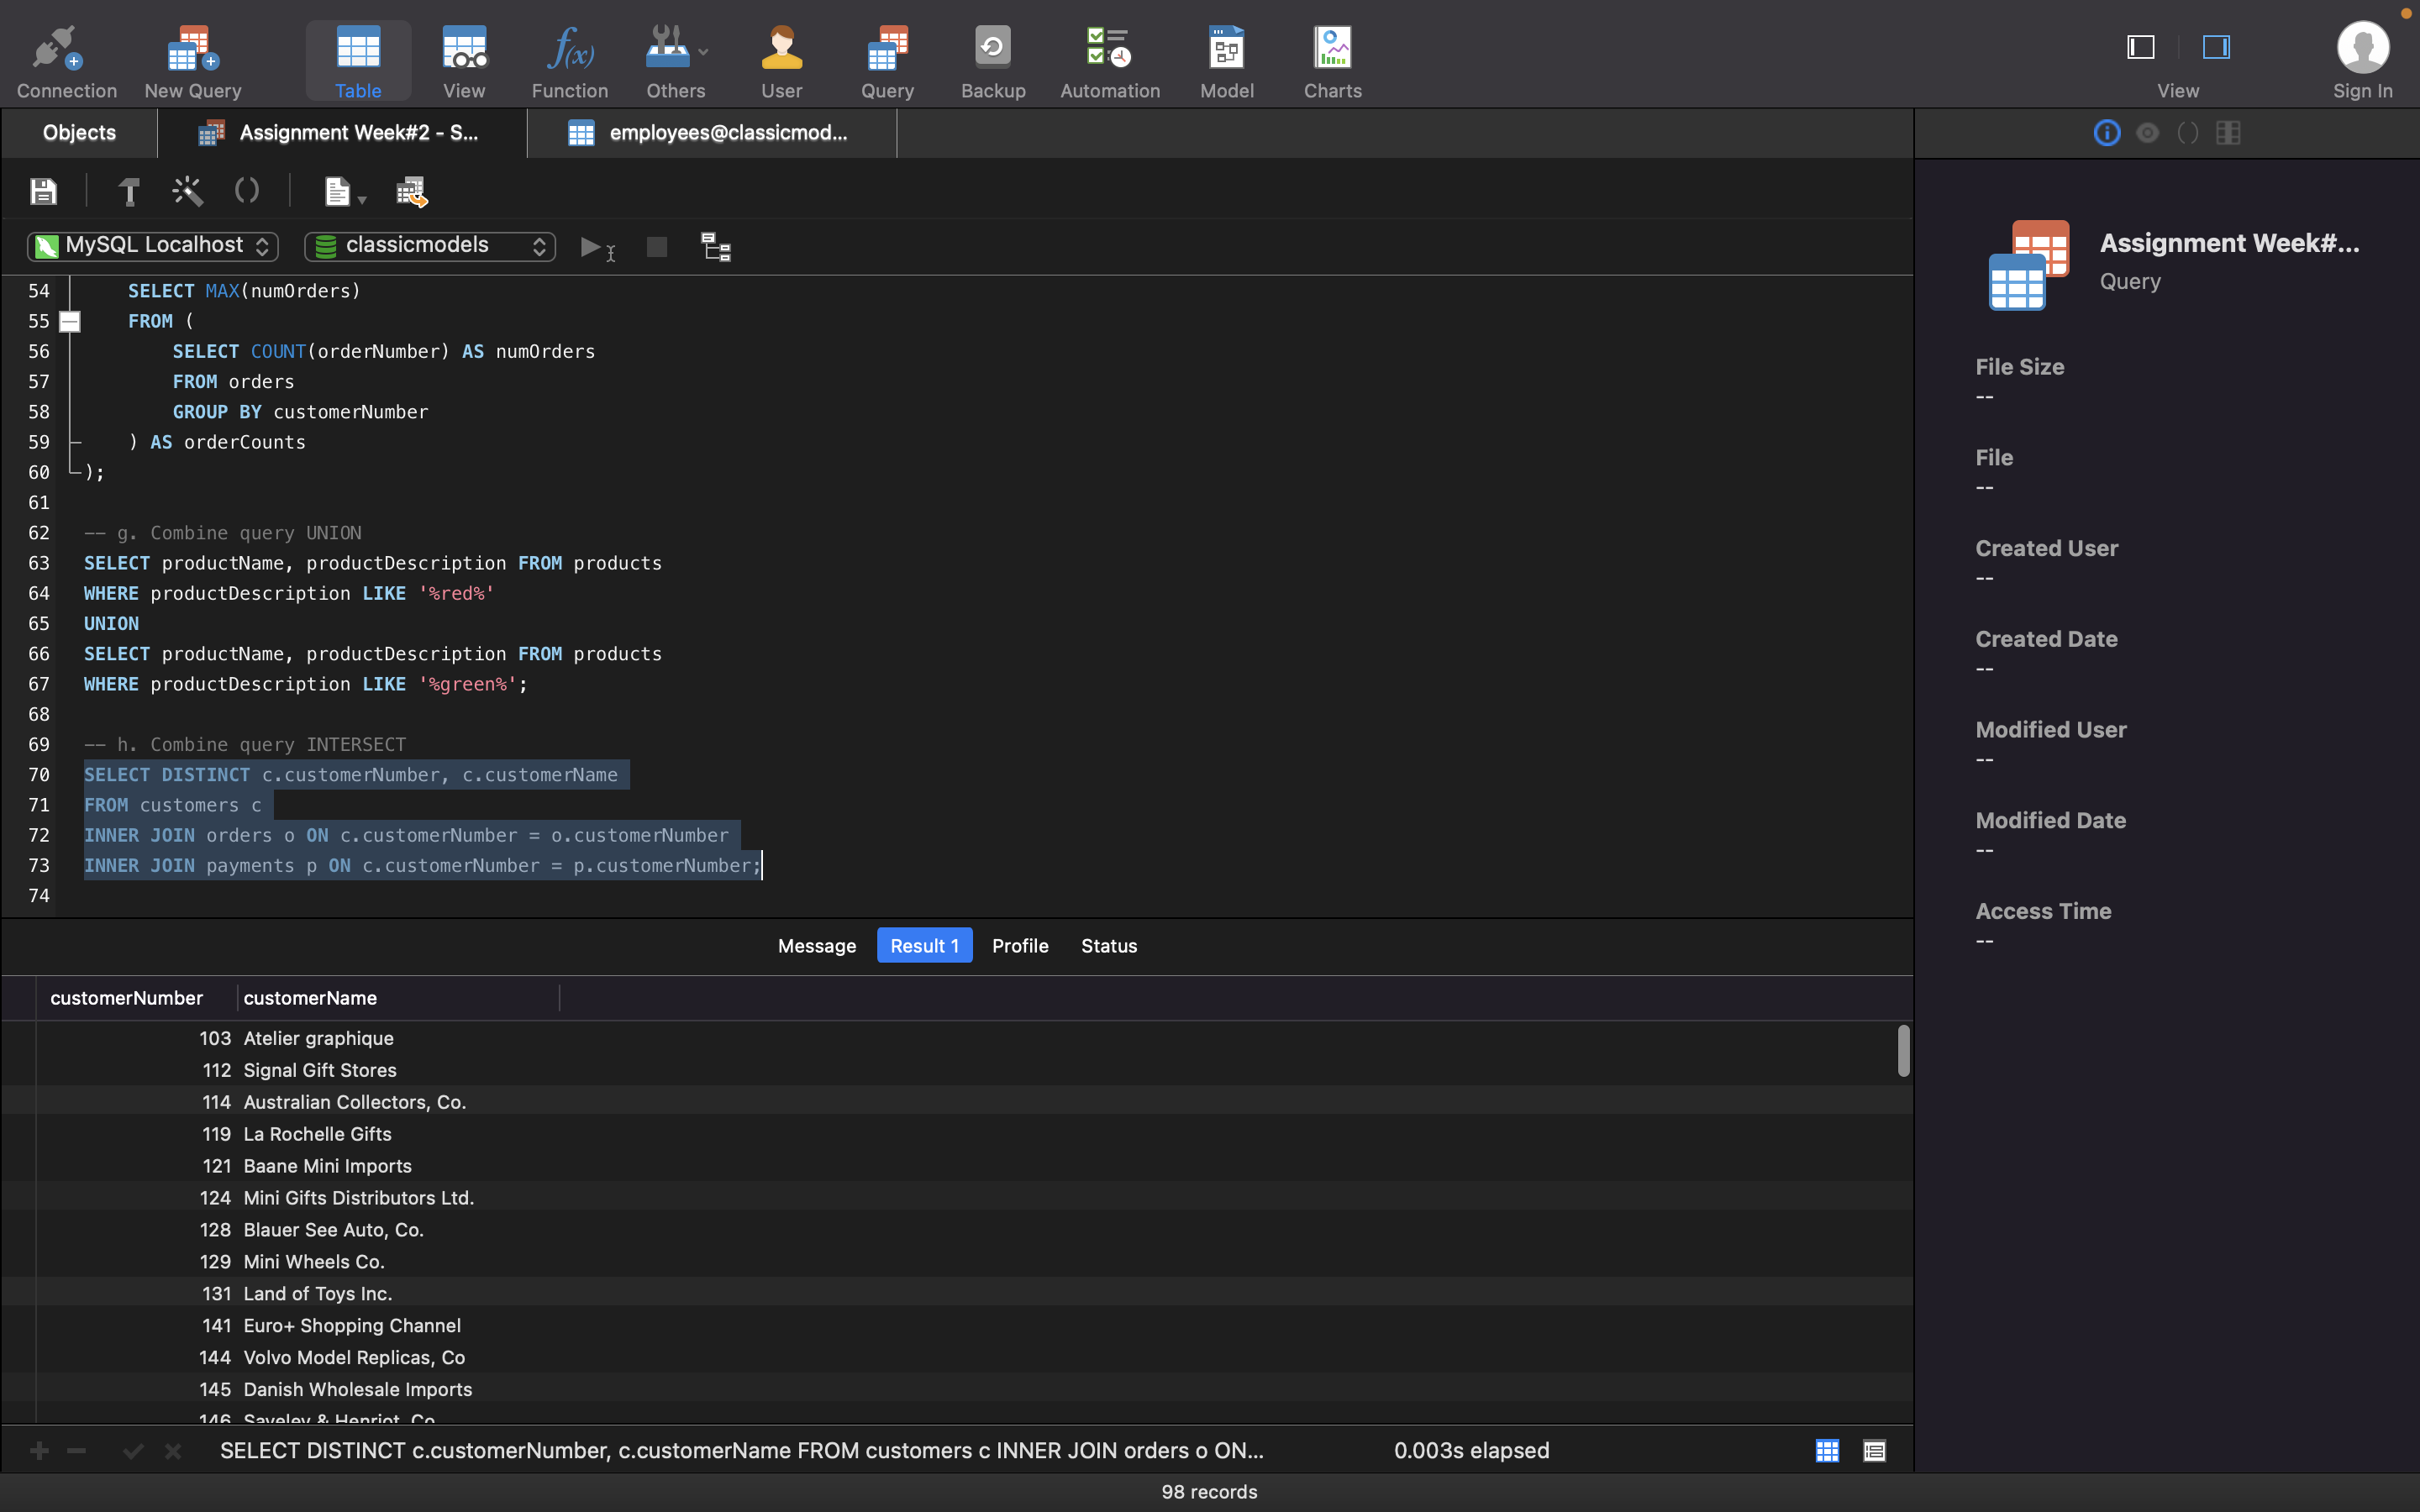 Connection
New Query
Table
View
Function
Others
User
Query
Backup
Automation
Model
Charts
View
Sign In
Objects
Assignment Week#2 - S...
employees@classicmod...
MySQL Localhost
classicmodels
54 SELECT MAX(numOrders)
55 FROM (
56 SELECT COUNT(orderNumber) AS numOrders
57 FROM orders
58 GROUP BY customerNumber
59 ) AS orderCounts
60 );
61
62 -- g. Combine query UNION
63 SELECT productName, productDescription FROM products
64 WHERE productDescription LIKE '%red%'
65 UNION
66 SELECT productName, productDescription FROM products
67 WHERE productDescription LIKE '%green%';
68
69 -- h. Combine query INTERSECT
70 SELECT DISTINCT c.customerNumber, c.customerName
71 FROM customers c
72 INNER JOIN orders o ON c.customerNumber = o.customerNumber
73 INNER JOIN payments p ON c.customerNumber = p.customerNumber;
74
Message Result 1 Profile Status
customerNumber customerName
103 Atelier graphique
112 Signal Gift Stores
114 Australian Collectors, Co.
119 La Rochelle Gifts
121 Baane Mini Imports
124 Mini Gifts Distributors Ltd.
128 Blauer See Auto, Co.
129 Mini Wheels Co.
131 Land of Toys Inc.
141 Euro+ Shopping Channel
144 Volvo Model Replicas, Co
145 Danish Wholesale Imports
146 Saveley & Henriot, Co.
SELECT DISTINCT c.customerNumber, c.customerName FROM customers c INNER JOIN orders o ON...
0.003s elapsed
98 records
Assignment Week#...
Query
File Size
--
File
--
Created User
--
Created Date
--
Modified User
--
Modified Date
--
Access Time
--